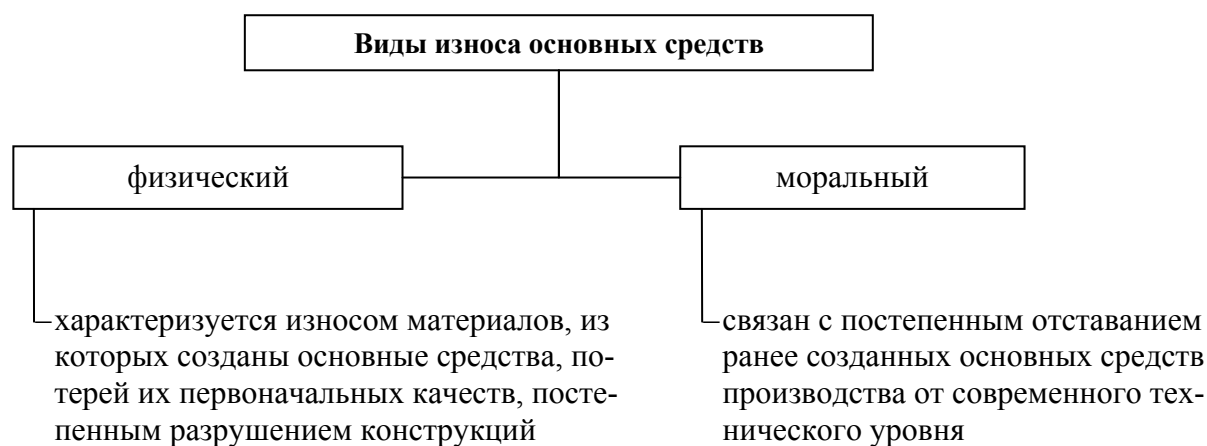 Виды износа основных средств
физический
моральный
характеризуется износом материалов, из
которых созданы основные средства, по-
терей их первоначальных качеств, посте-
пенным разрушением конструкций
связан с постепенным отставанием
ранее созданных основных средств
производства от современного тех-
нического уровня